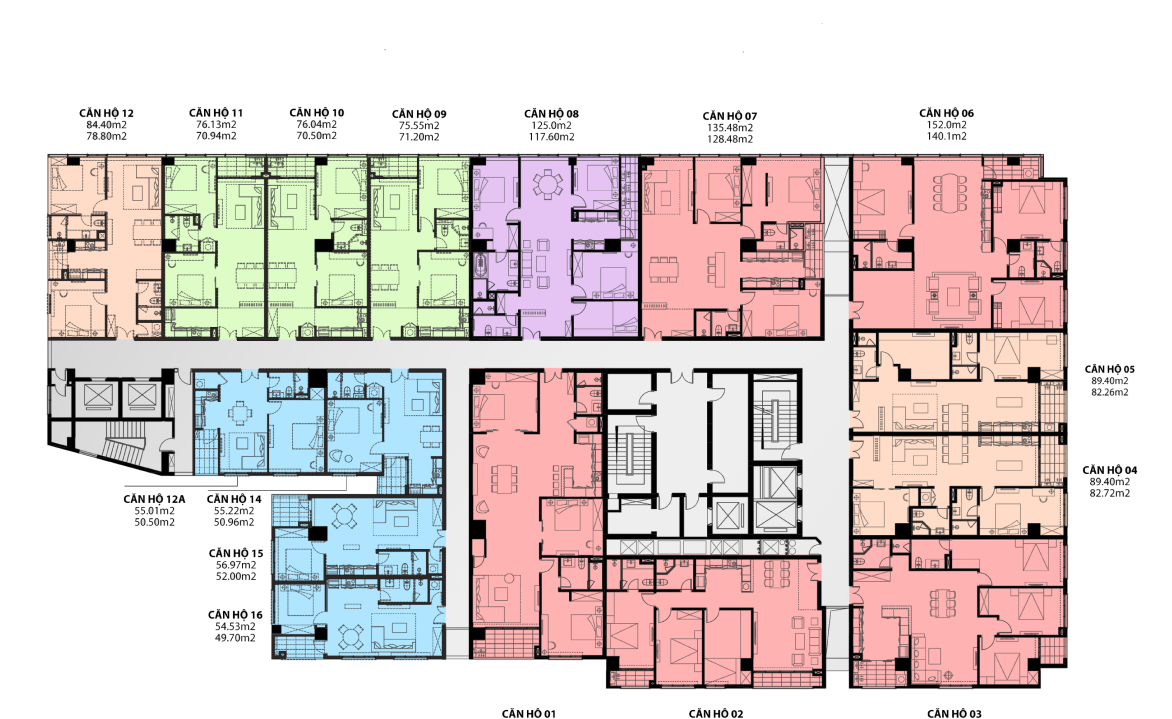 CĂN HỘ 12
84.40m2
78.80m2
CĂN HỘ 11
76.13m2
70.94m2
CĂN HỘ 10
76.04m2
70.50m2
CĂN HỘ 09
75.55m2
71.20m2
CĂN HỘ 08
125.0m2
117.60m2
CĂN HỘ 07
135.48m2
128.48m2
CĂN HỘ 06
152.0m2
140.1m2
CĂN HỘ 05
89.40m2
82.26m2
CĂN HỘ 04
89.40m2
82.72m2
CĂN HỘ 12A
55.01m2
50.50m2
CĂN HỘ 14
55.22m2
50.96m2
CĂN HỘ 15
56.97m2
52.00m2
CĂN HỘ 16
54.53m2
49.70m2
CĂN HỘ 01
CĂN HỘ 02
CĂN HỘ 03